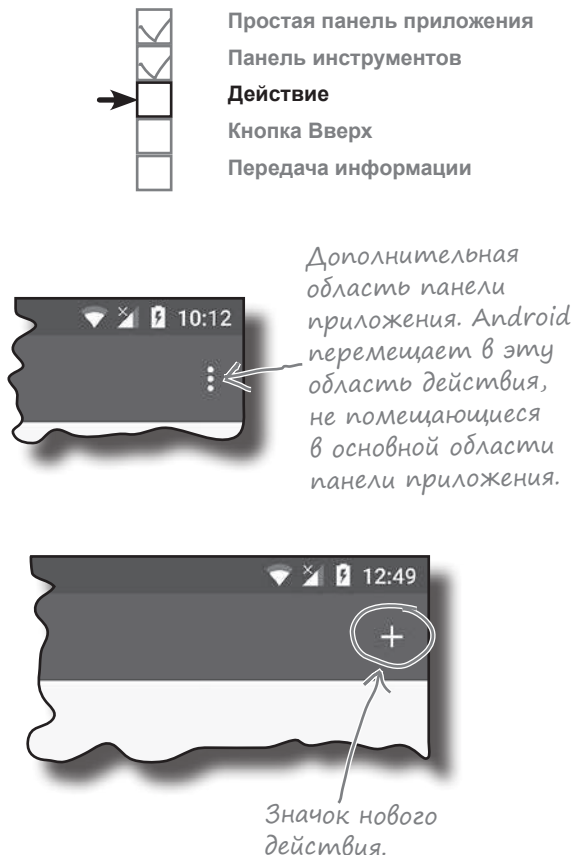 Простая панель приложения
Панель инструментов
Действие
Кнопка Вверх
Передача информации
Дополнительная
область панели
приложения. Android
перемещает в эту
область действия,
не помещающиеся
в основной области
панели приложения.
10:12
12:49
Значок нового
действия.